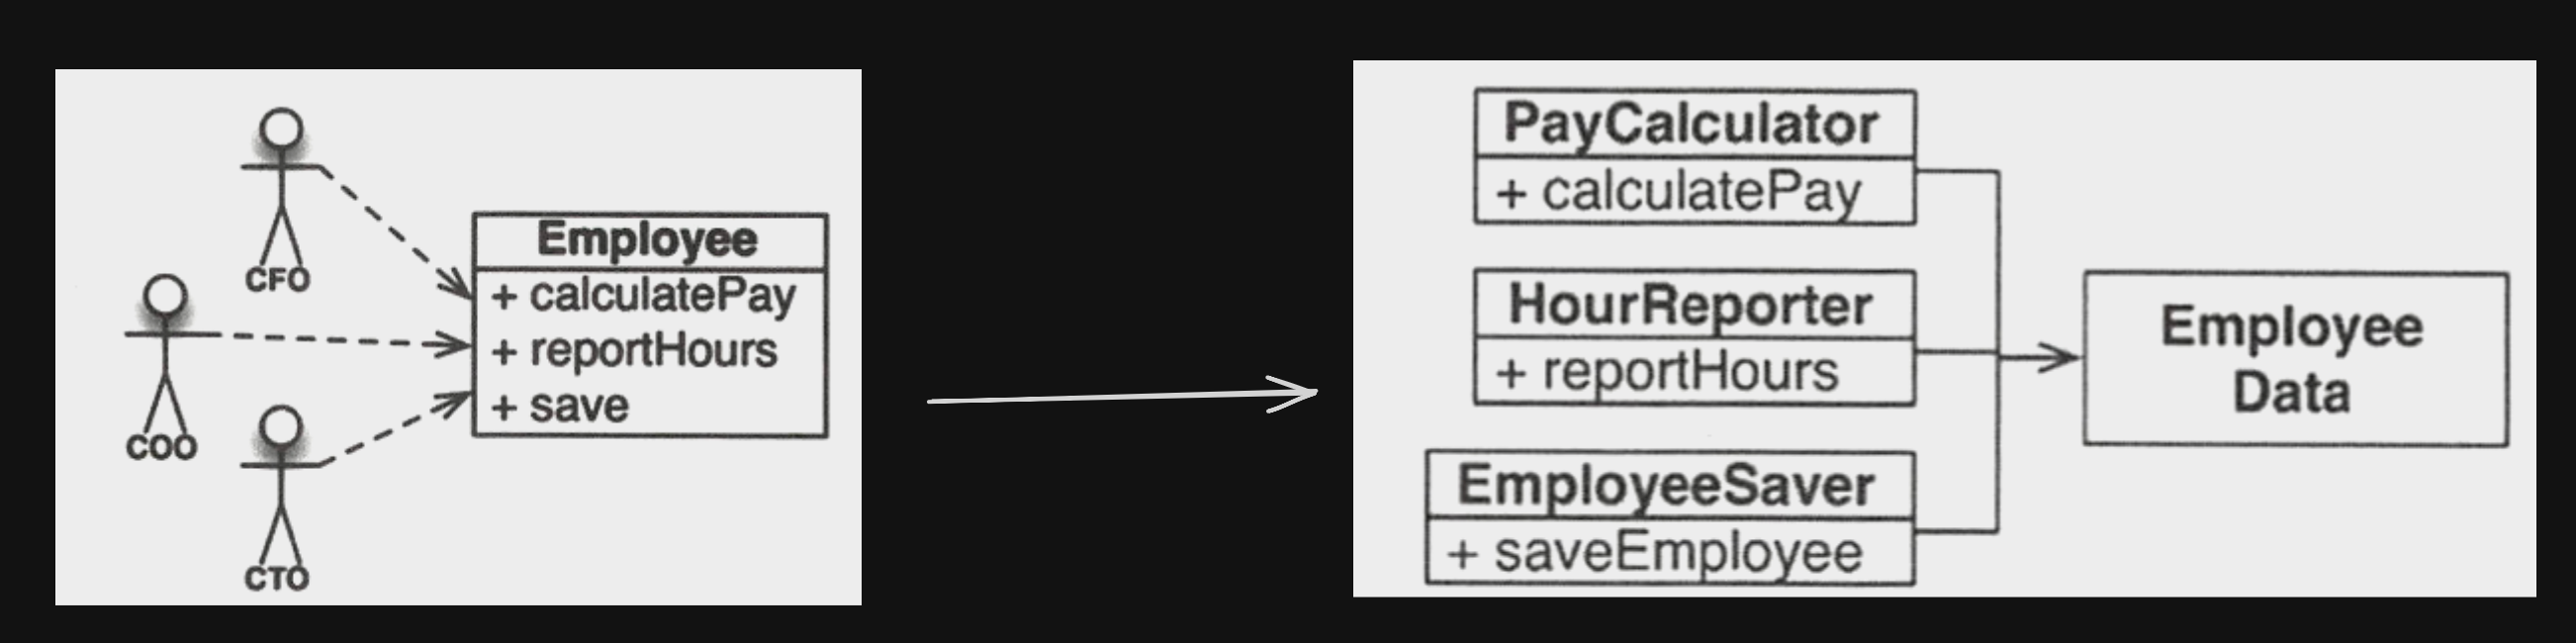 CFO
COO
CTO
Employee
+ calculatePay
+ reportHours
+ save
PayCalculator
+ calculatePay
HourReporter
+ reportHours
EmployeeSaver
+ saveEmployee
Employee
Data